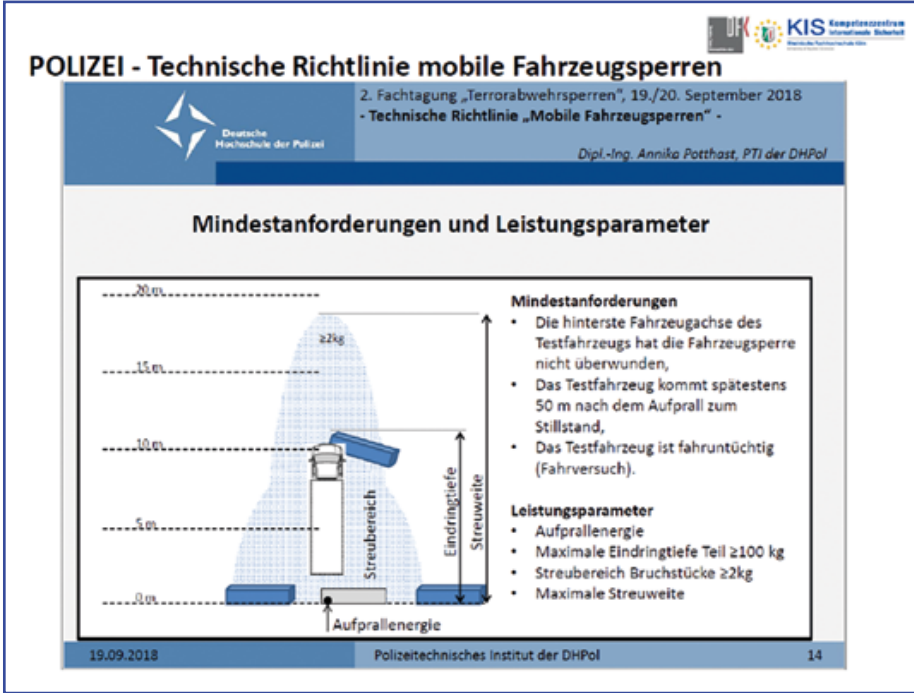 DFK
KIS Kompetenzzentrum
Internationale Sicherheit
Rheinische Fachhochschule Köln
POLIZEI - Technische Richtlinie mobile Fahrzeugsperren
2. Fachtagung „Terrorabwehrsperren“, 19./20. September 2018
- Technische Richtlinie „Mobile Fahrzeugsperren“ -
Deutsche
Hochschule der Polizei
Dipl.-Ing. Annika Potthast, PTI der DHPol
Mindestanforderungen und Leistungsparameter
20 m
≥2kg
15 m
10 m
5 m
0 m
Streubereich
Eindringtiefe
Streuweite
Aufprallenergie
Mindestanforderungen
• Die hinterste Fahrzeugachse des
Testfahrzeugs hat die Fahrzeugsperre
nicht überwunden,
• Das Testfahrzeug kommt spätestens
50 m nach dem Aufprall zum
Stillstand,
• Das Testfahrzeug ist fahruntüchtig
(Fahrversuch).
Leistungsparameter
• Aufprallenergie
• Maximale Eindringtiefe Teil ≥100 kg
• Streubereich Bruchstücke ≥2kg
• Maximale Streuweite
19.09.2018
Polizeitechnisches Institut der DHPol
14